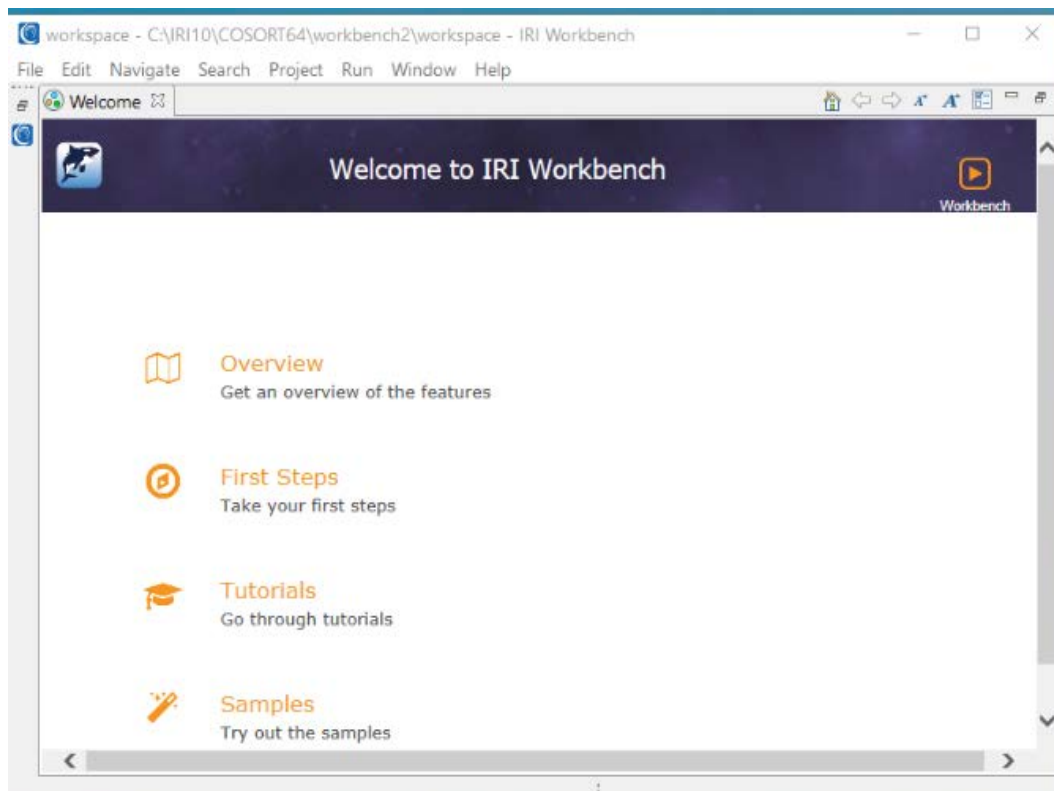 workspace - C:\IRI10\COSORT64\workbench2\workspace - IRI Workbench
File Edit Navigate Search Project Run Window Help
Welcome
Welcome to IRI Workbench
Workbench
Overview
Get an overview of the features
First Steps
Take your first steps
Tutorials
Go through tutorials
Samples
Try out the samples